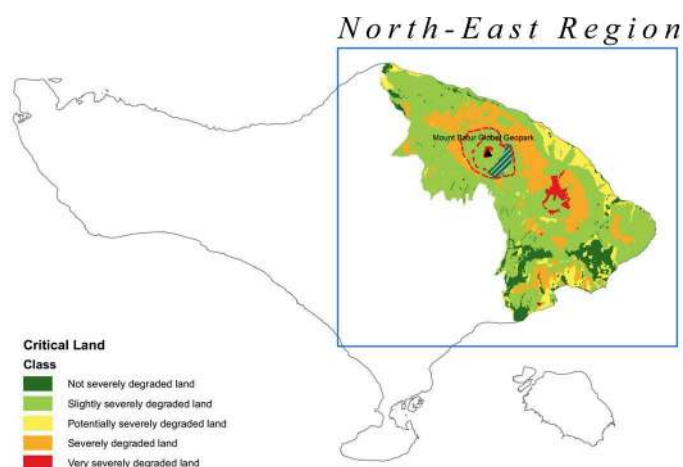 North-East Region
Mount Batur Global Geopark
Critical Land
Class
Not severely degraded land
Slightly severely degraded land
Potentially severely degraded land
Severely degraded land
Very severely degraded land